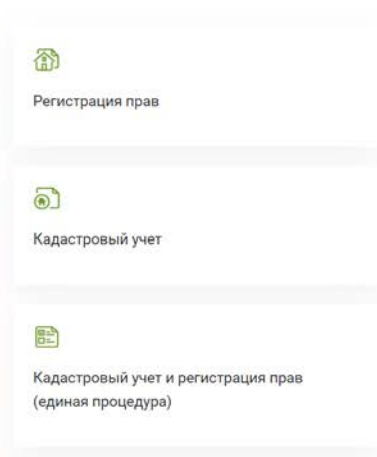 Регистрация прав
Кадастровый учет
Кадастровый учет и регистрация прав
(единая процедура)